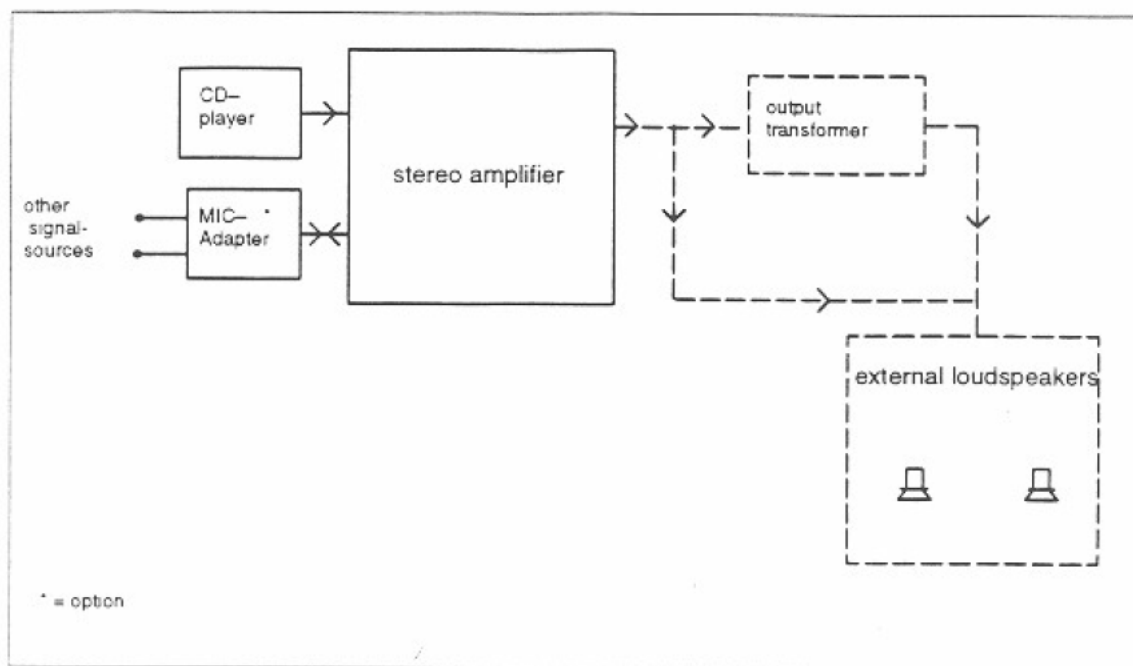 CD–
player
stereo amplifier
output
transformer
other
signal-
sources
MIC– *
Adapter
external loudspeakers
* = option